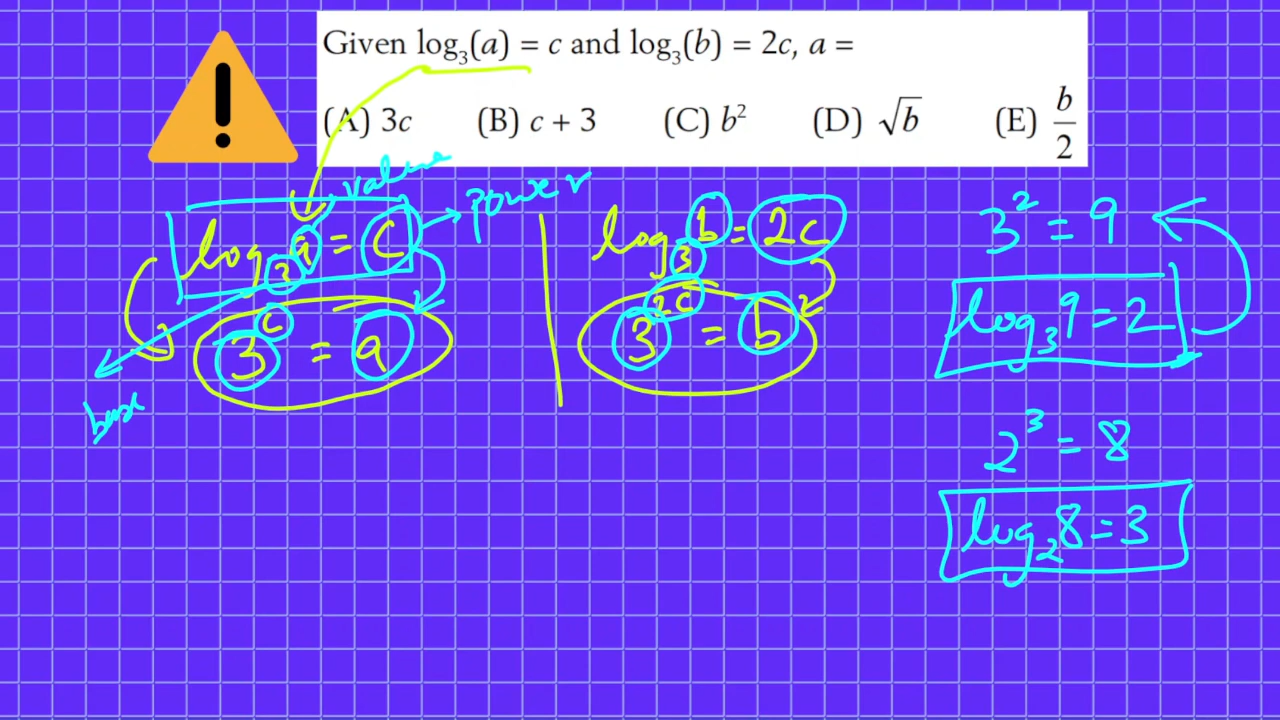 Given log₃(a) = c and log₃(b) = 2c, a =
(A) 3c (B) c + 3 (C) b² (D) √b (E) b/2
value
power
log₃ a = c
base
3ᶜ = a
log₃ b = 2c
3²ᶜ = b
3² = 9
log₃ 9 = 2
2³ = 8
log₂ 8 = 3